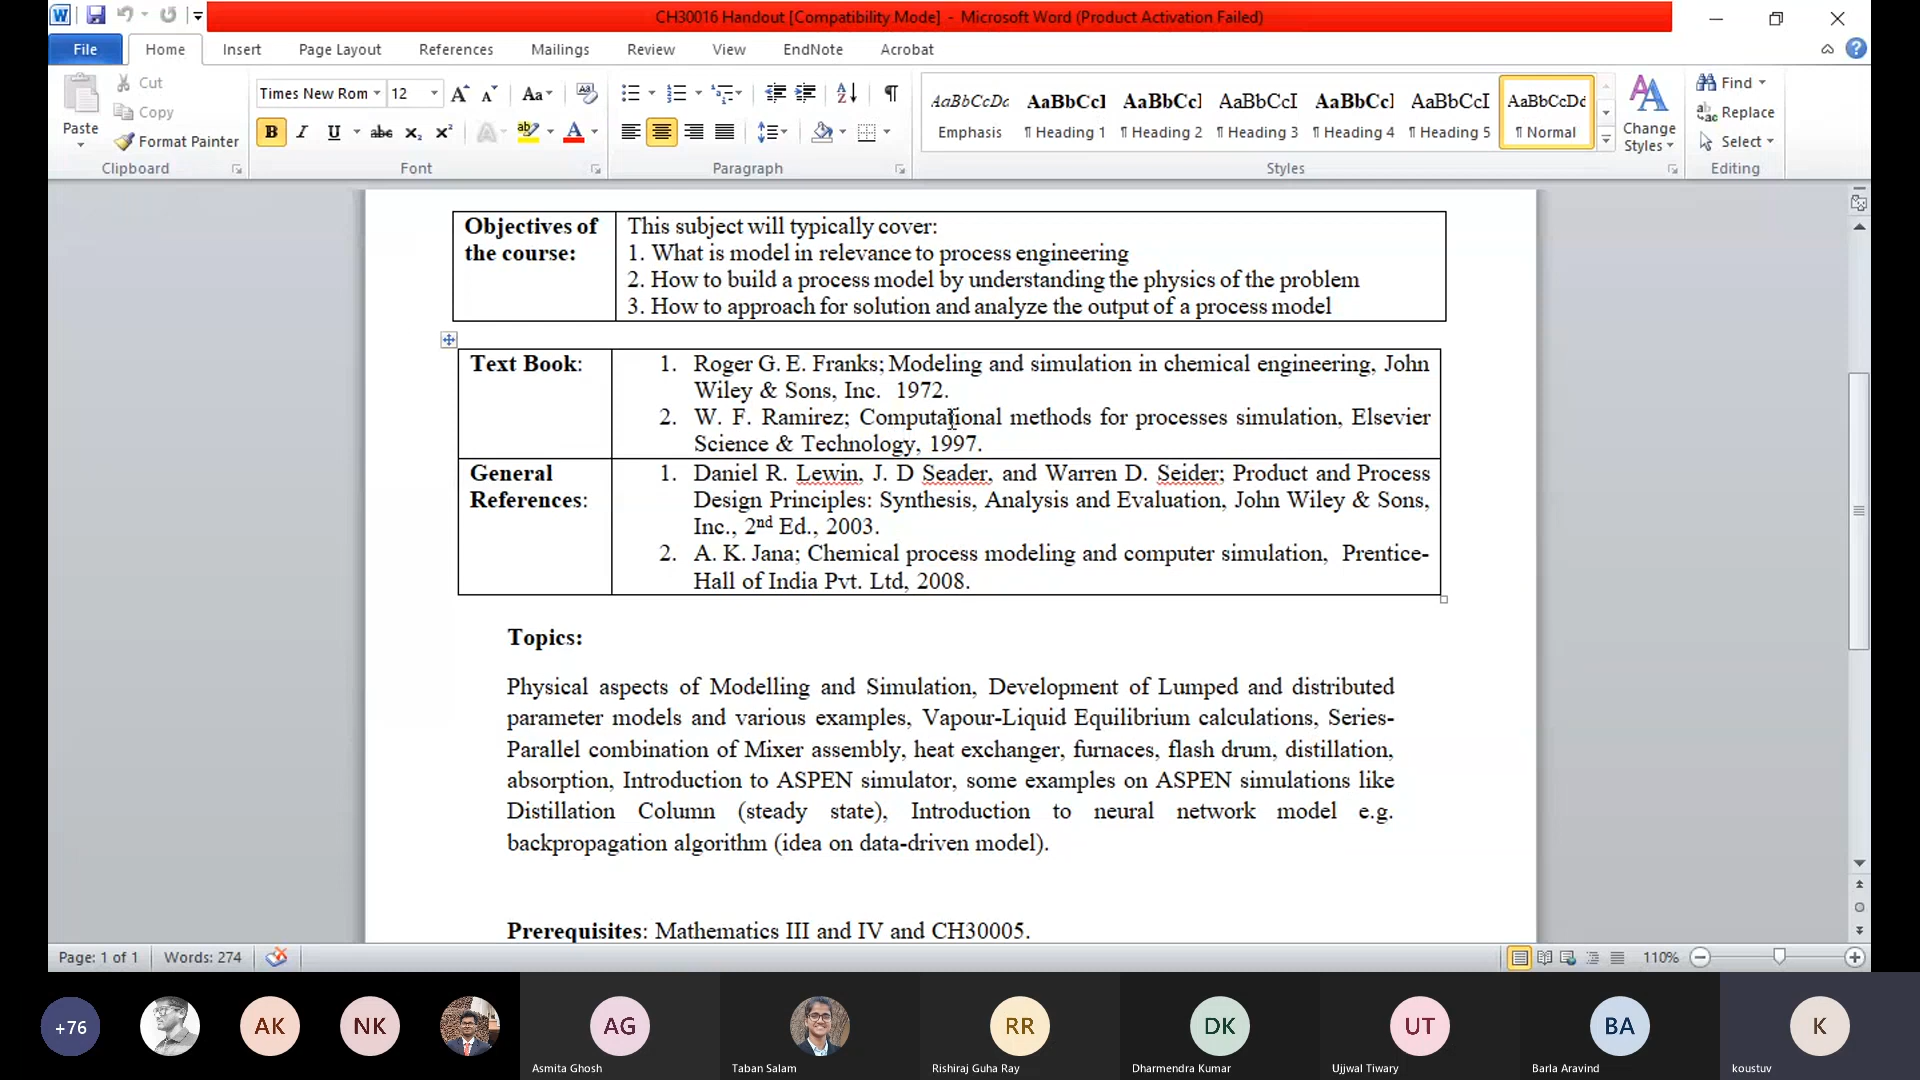 CH30016 Handout [Compatibility Mode] - Microsoft Word (Product Activation Failed)
File Home Insert Page Layout References Mailings Review View EndNote Acrobat
Paste
Cut
Copy
Format Painter
Clipboard
Times New Rom 12
Font
Paragraph
AaBbCcDc AaBbCcI AaBbCcI AaBbCcI AaBbCcI AaBbCcI AaBbCcDc
Emphasis ¶ Heading 1 ¶ Heading 2 ¶ Heading 3 ¶ Heading 4 ¶ Heading 5 ¶ Normal
Change
Styles
Styles
Find
Replace
Select
Editing
Objectives of
the course:
This subject will typically cover:
1. What is model in relevance to process engineering
2. How to build a process model by understanding the physics of the problem
3. How to approach for solution and analyze the output of a process model
Text Book:
1. Roger G. E. Franks; Modeling and simulation in chemical engineering, John
Wiley & Sons, Inc. 1972.
2. W. F. Ramirez; Computational methods for processes simulation, Elsevier
Science & Technology, 1997.
General
References:
1. Daniel R. Lewin, J. D Seader, and Warren D. Seider; Product and Process
Design Principles: Synthesis, Analysis and Evaluation, John Wiley & Sons,
Inc., 2nd Ed., 2003.
2. A. K. Jana; Chemical process modeling and computer simulation, Prentice-
Hall of India Pvt. Ltd, 2008.
Topics:
Physical aspects of Modelling and Simulation, Development of Lumped and distributed
parameter models and various examples, Vapour-Liquid Equilibrium calculations, Series-
Parallel combination of Mixer assembly, heat exchanger, furnaces, flash drum, distillation,
absorption, Introduction to ASPEN simulator, some examples on ASPEN simulations like
Distillation Column (steady state), Introduction to neural network model e.g.
backpropagation algorithm (idea on data-driven model).
Prerequisites: Mathematics III and IV and CH30005.
Page: 1 of 1 Words: 274 110%
+76 AK NK AG RR DK UT BA K
Asmita Ghosh Taban Salam Rishiraj Guha Ray Dharmendra Kumar Ujjwal Tiwary Barla Aravind koustuv